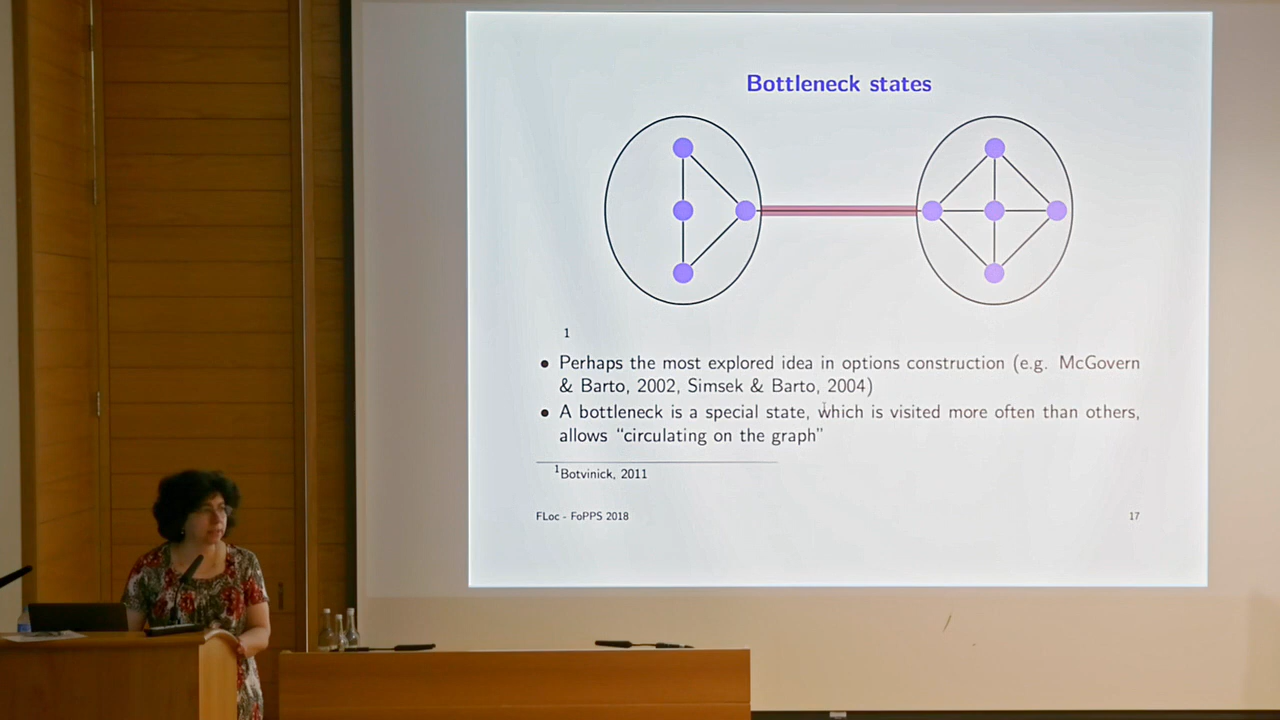 Bottleneck states
1
• Perhaps the most explored idea in options construction (e.g. McGovern
& Barto, 2002, Simsek & Barto, 2004)
• A bottleneck is a special state, which is visited more often than others,
allows “circulating on the graph”
1Botvinick, 2011
FLoc - FoPPS 2018
17